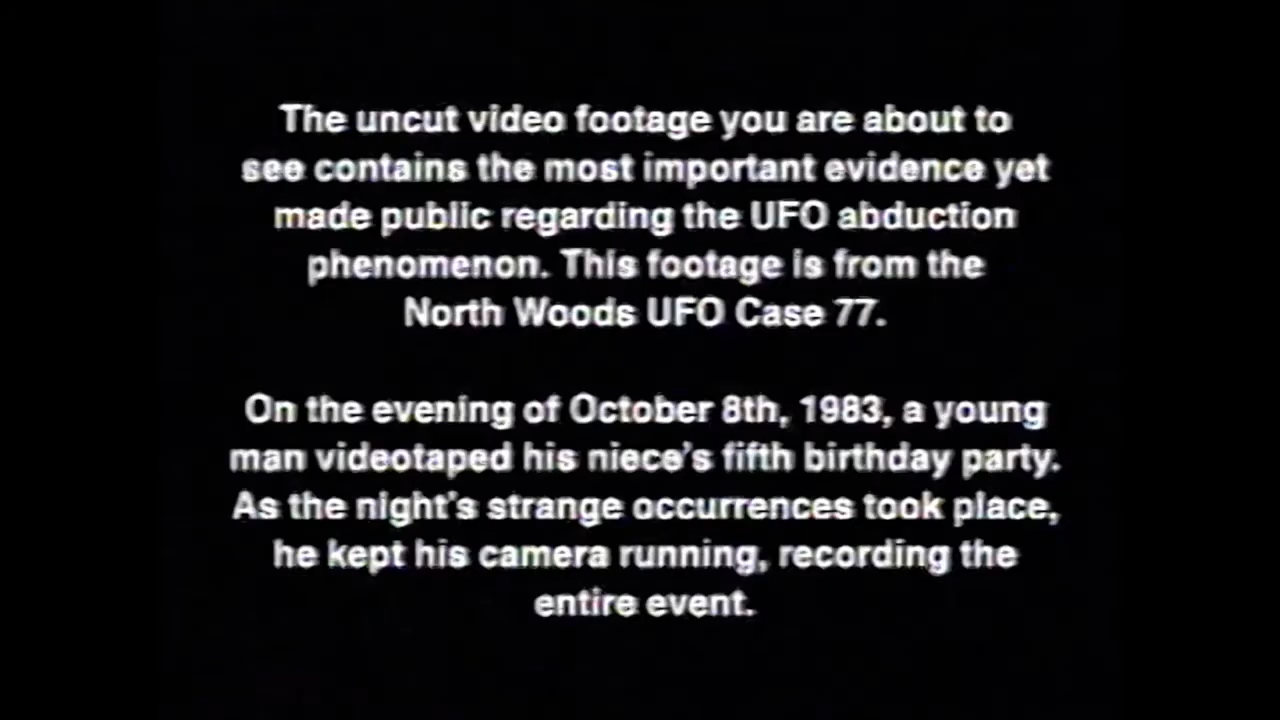 The uncut video footage you are about to
see contains the most important evidence yet
made public regarding the UFO abduction
phenomenon. This footage is from the
North Woods UFO Case 77.
On the evening of October 8th, 1983, a young
man videotaped his niece's fifth birthday party.
As the night's strange occurrences took place,
he kept his camera running, recording the
entire event.